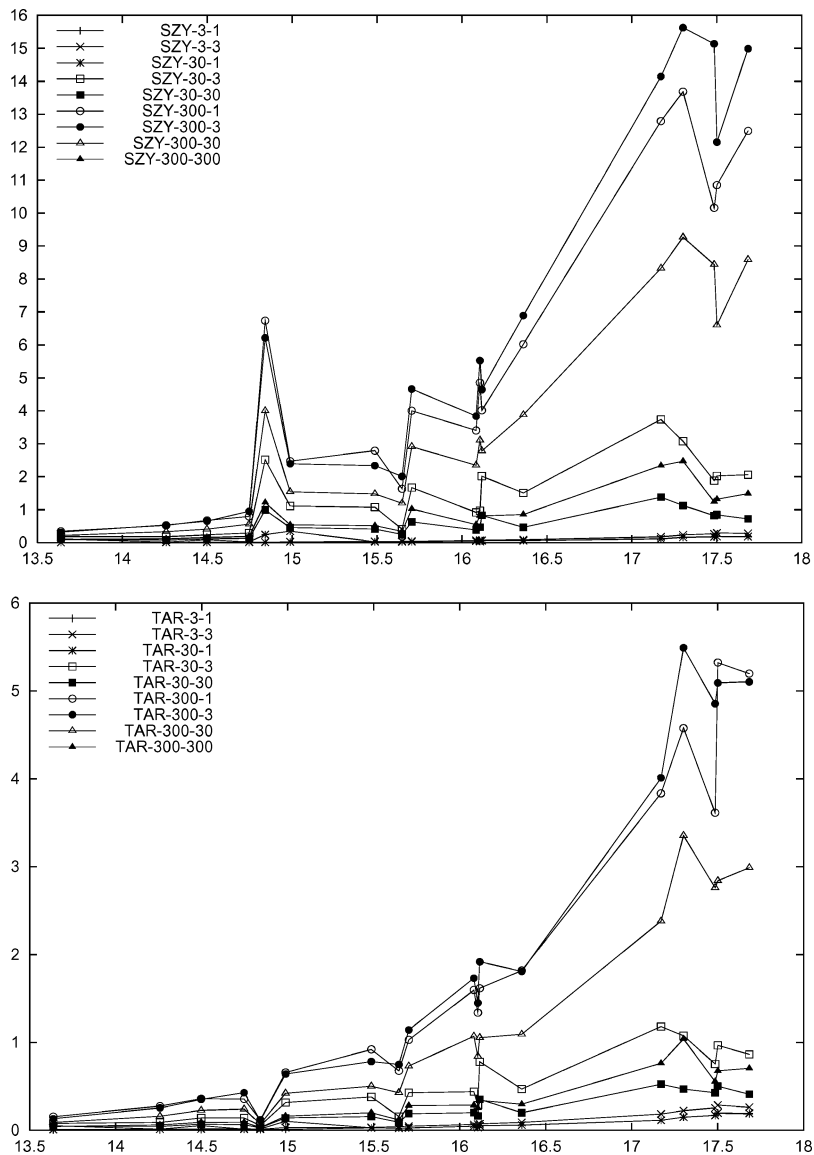 16
15
14
13
12
11
10
9
8
7
6
5
4
3
2
1
0
SZY-3-1
SZY-3-3
SZY-30-1
SZY-30-3
SZY-30-30
SZY-300-1
SZY-300-3
SZY-300-30
SZY-300-300
13.5 14 14.5 15 15.5 16 16.5 17 17.5 18
6
5
4
3
2
1
0
TAR-3-1
TAR-3-3
TAR-30-1
TAR-30-3
TAR-30-30
TAR-300-1
TAR-300-3
TAR-300-30
TAR-300-300
13.5 14 14.5 15 15.5 16 16.5 17 17.5 18